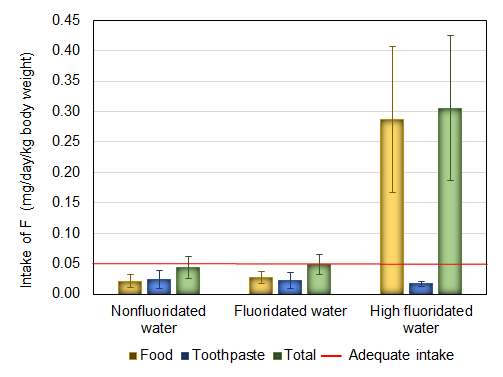 0.45
0.40
0.35
0.30
0.25
0.20
0.15
0.10
0.05
0.00
Intake of F (mg/day/kg body weight)
Nonfluoridated
water
Fluoridated water
High fluoridated
water
Food
Toothpaste
Total
Adequate intake